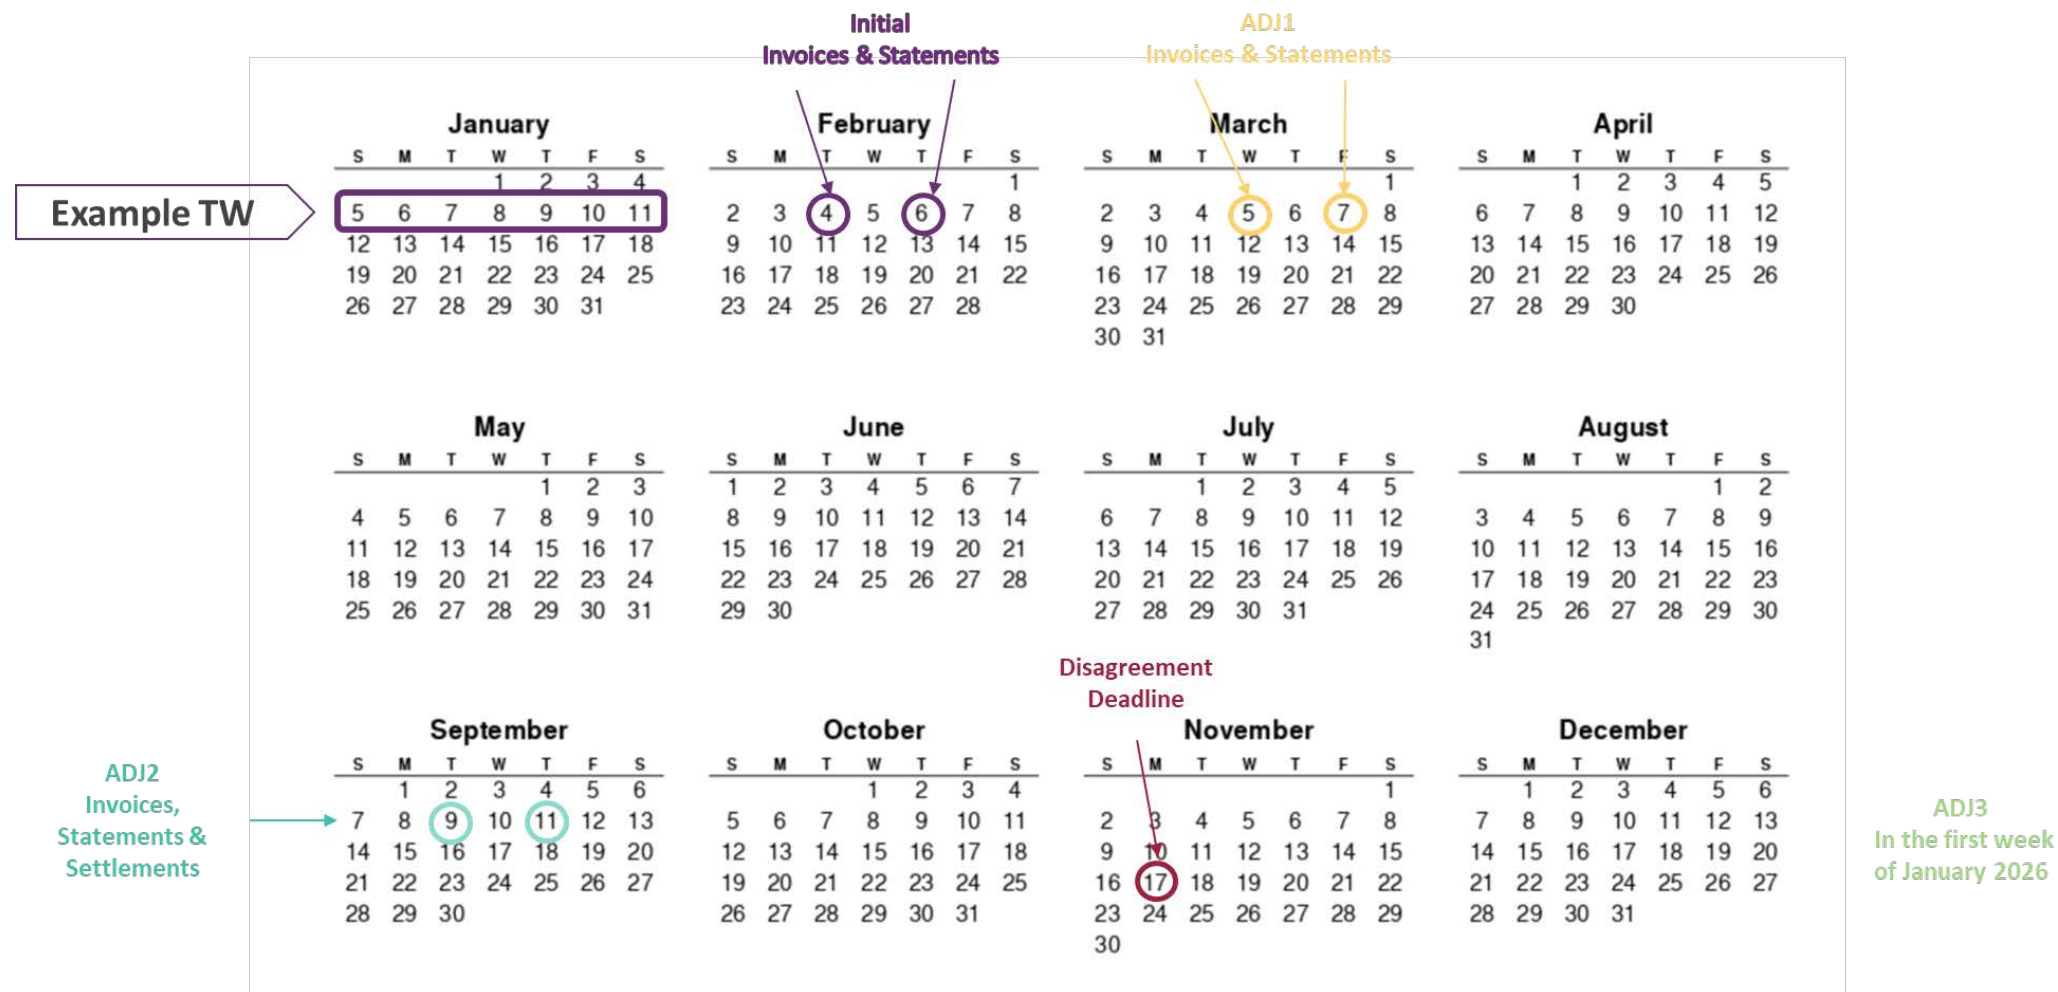 Initial
Invoices & Statements
ADJ1
Invoices & Statements
January February March April
S M T W T F S S M T W T F S S M T W T F S S M T W T F S
1 2 3 4 1 1 1 2 3 4 5
Example TW
5 6 7 8 9 10 11 2 3 4 5 6 7 8 2 3 4 5 6 7 8 6 7 8 9 10 11 12
12 13 14 15 16 17 18 9 10 11 12 13 14 15 9 10 11 12 13 14 15 13 14 15 16 17 18 19
19 20 21 22 23 24 25 16 17 18 19 20 21 22 16 17 18 19 20 21 22 20 21 22 23 24 25 26
26 27 28 29 30 31 23 24 25 26 27 28 23 24 25 26 27 28 29 27 28 29 30
30 31
May June July August
S M T W T F S S M T W T F S S M T W T F S S M T W T F S
1 2 3 1 2 3 4 5 6 7 1 2 3 4 5 1 2
4 5 6 7 8 9 10 8 9 10 11 12 13 14 6 7 8 9 10 11 12 3 4 5 6 7 8 9
11 12 13 14 15 16 17 15 16 17 18 19 20 21 13 14 15 16 17 18 19 10 11 12 13 14 15 16
18 19 20 21 22 23 24 22 23 24 25 26 27 28 20 21 22 23 24 25 26 17 18 19 20 21 22 23
25 26 27 28 29 30 31 29 30 27 28 29 30 31 24 25 26 27 28 29 30
31
Disagreement
Deadline
September October November December
S M T W T F S S M T W T F S S M T W T F S S M T W T F S
1 2 3 4 5 6 1 2 3 4 1 1 2 3 4 5 6
7 8 9 10 11 12 13 5 6 7 8 9 10 11 2 3 4 5 6 7 8 7 8 9 10 11 12 13
14 15 16 17 18 19 20 12 13 14 15 16 17 18 9 10 11 12 13 14 15 14 15 16 17 18 19 20
21 22 23 24 25 26 27 19 20 21 22 23 24 25 16 17 18 19 20 21 22 21 22 23 24 25 26 27
28 29 30 26 27 28 29 30 31 23 24 25 26 27 28 29 28 29 30 31
30
ADJ2
Invoices,
Statements &
Settlements
ADJ3
In the first week
of January 2026